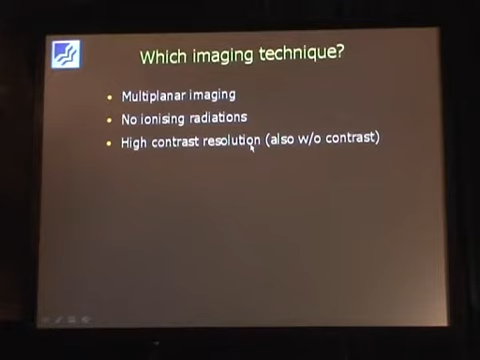 Which imaging technique?
Multiplanar imaging
No ionising radiations
High contrast resolution (also w/o contrast)